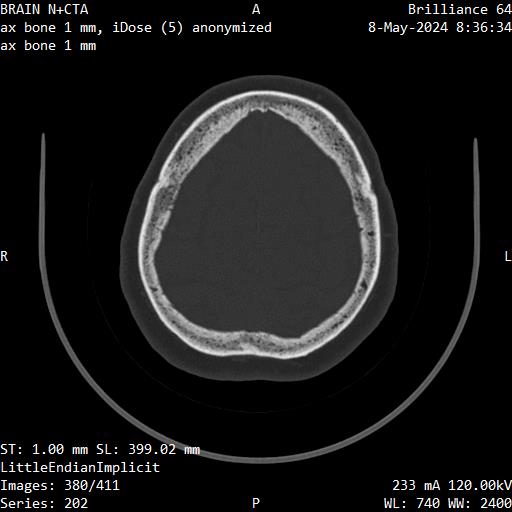 BRAIN N+CTA
A
Brilliance 64
ax bone 1 mm, iDose (5) anonymized
8-May-2024 8:36:34
ax bone 1 mm
R
L
ST: 1.00 mm SL: 399.02 mm
LittleEndianImplicit
Images: 380/411
233 mA 120.00kV
Series: 202
P
WL: 740 WW: 2400